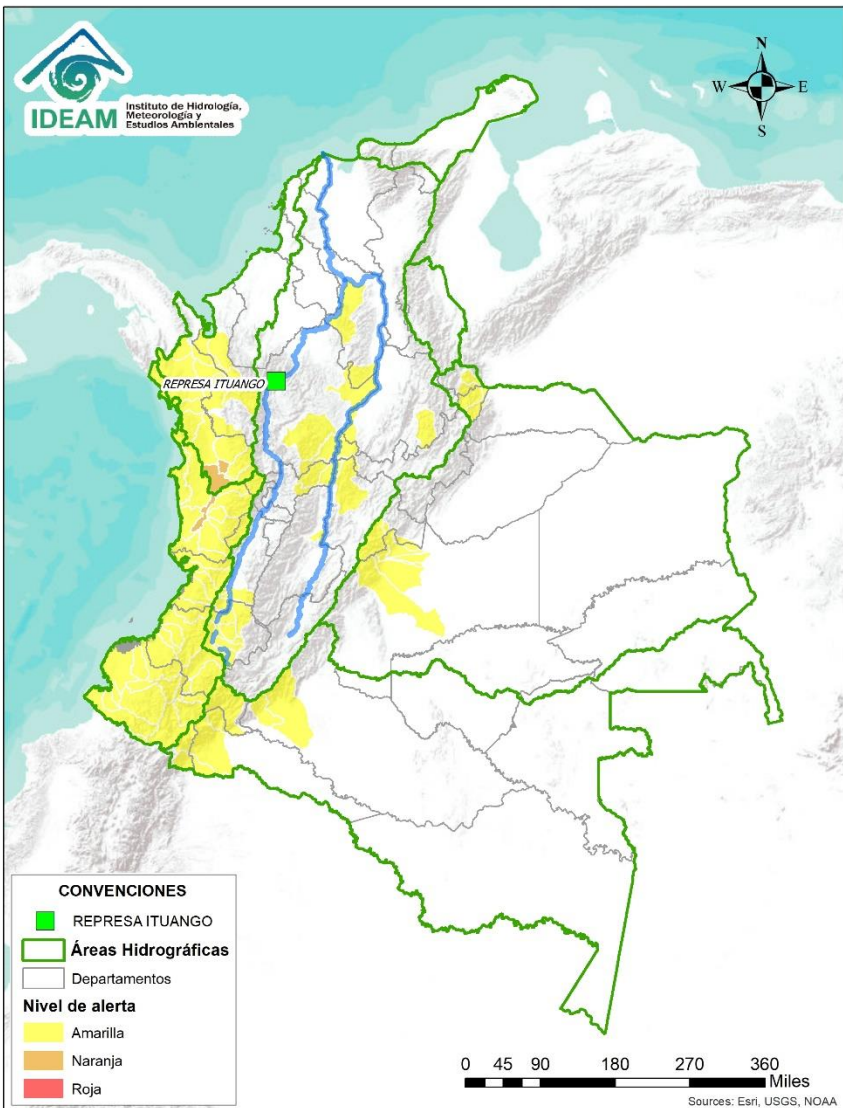 IDEAM
Instituto de Hidrología,
Meteorología y
Estudios Ambientales
N
W
E
S
REPRESA ITUANGO
CONVENCIONES
REPRESA ITUANGO
Áreas Hidrográficas
Departamentos
Nivel de alerta
Amarilla
Naranja
Roja
0 45 90 180 270 360
Miles
Sources: Esri, USGS, NOAA